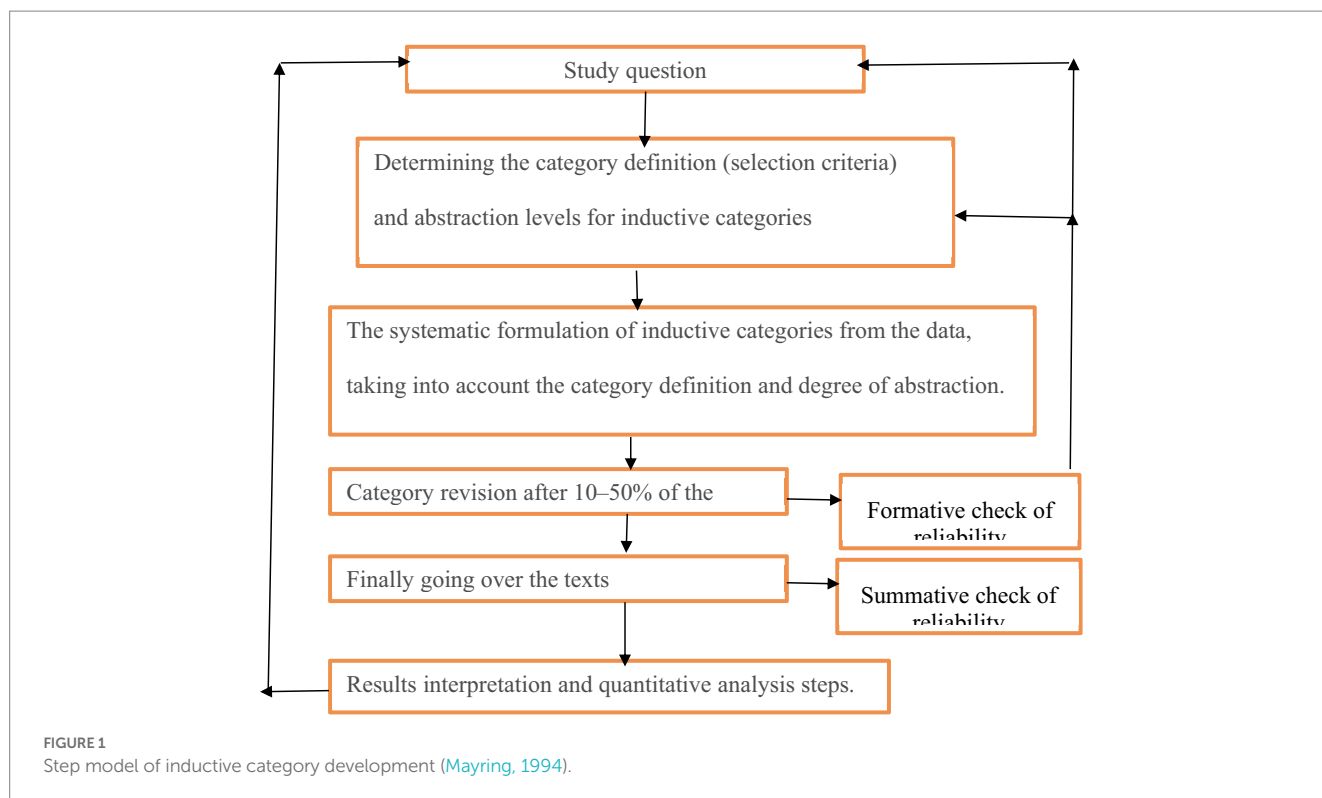 Study question
Determining the category definition (selection criteria)
and abstraction levels for inductive categories
The systematic formulation of inductive categories from the data,
taking into account the category definition and degree of abstraction.
Category revision after 10–50% of the
Formative check of
reliability
Finally going over the texts
Summative check of
reliability
Results interpretation and quantitative analysis steps.
FIGURE 1
Step model of inductive category development (Mayring, 1994).